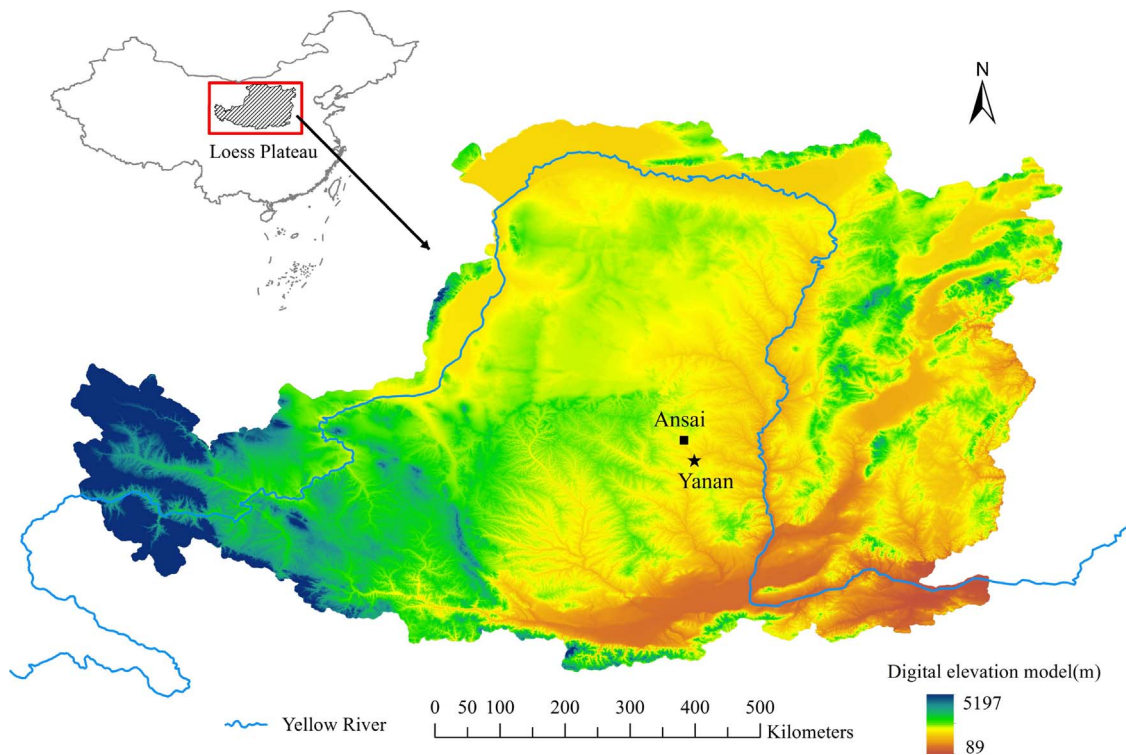 N
Loess Plateau
Ansai
Yanan
Digital elevation model(m)
5197
89
0 50 100 200 300 400 500
Kilometers
Yellow River